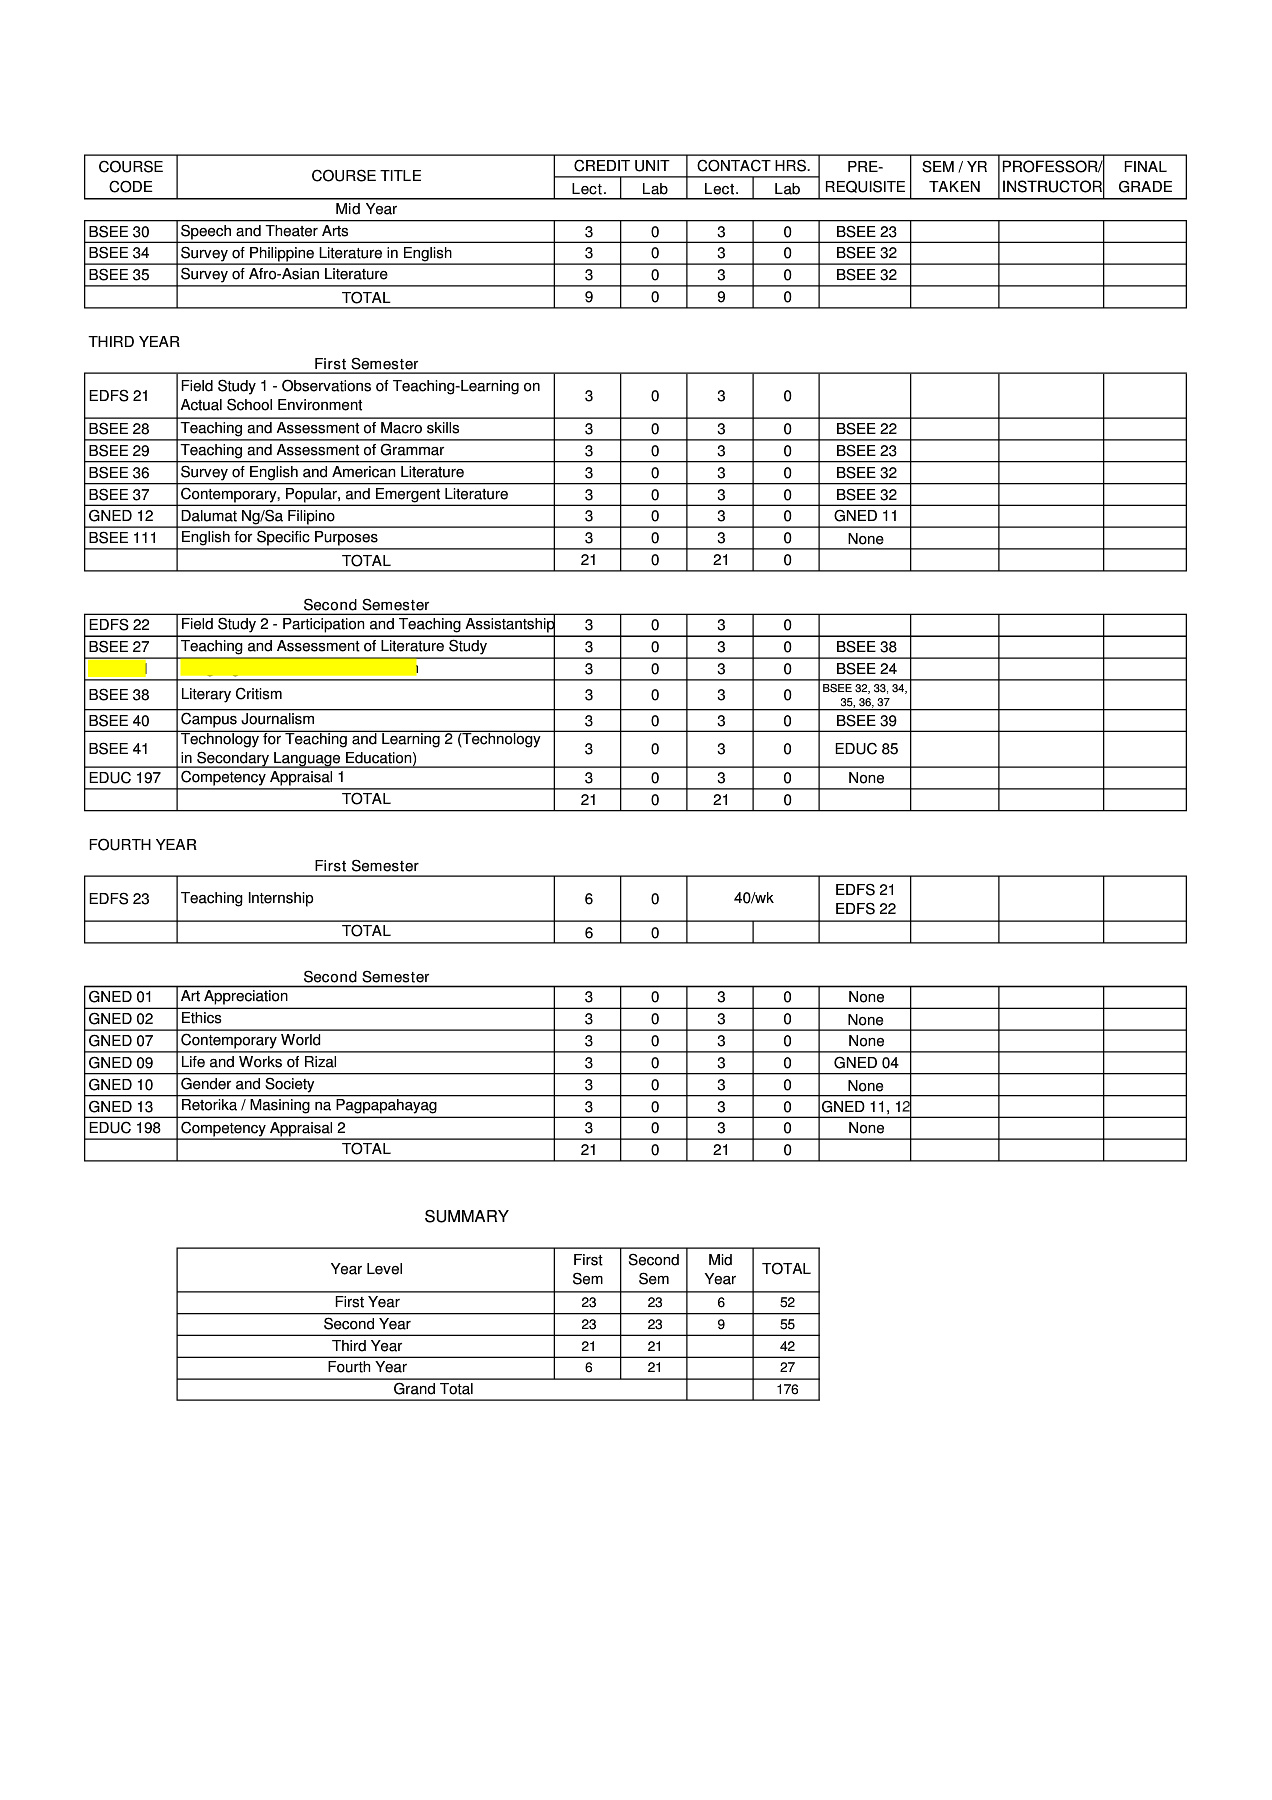 COURSE CODE COURSE TITLE CREDIT UNIT CONTACT HRS. PRE-REQUISITE SEM / YR TAKEN PROFESSOR/ INSTRUCTOR FINAL GRADE
Lect. Lab Lect. Lab
Mid Year
BSEE 30 Speech and Theater Arts 3 0 3 0 BSEE 23
BSEE 34 Survey of Philippine Literature in English 3 0 3 0 BSEE 32
BSEE 35 Survey of Afro-Asian Literature 3 0 3 0 BSEE 32
TOTAL 9 0 9 0
THIRD YEAR
First Semester
EDFS 21 Field Study 1 - Observations of Teaching-Learning on Actual School Environment 3 0 3 0
BSEE 28 Teaching and Assessment of Macro skills 3 0 3 0 BSEE 22
BSEE 29 Teaching and Assessment of Grammar 3 0 3 0 BSEE 23
BSEE 36 Survey of English and American Literature 3 0 3 0 BSEE 32
BSEE 37 Contemporary, Popular, and Emergent Literature 3 0 3 0 BSEE 32
GNED 12 Dalumat Ng/Sa Filipino 3 0 3 0 GNED 11
BSEE 111 English for Specific Purposes 3 0 3 0 None
TOTAL 21 0 21 0
Second Semester
EDFS 22 Field Study 2 - Participation and Teaching Assistantship 3 0 3 0
BSEE 27 Teaching and Assessment of Literature Study 3 0 3 0 BSEE 38
3 0 3 0 BSEE 24
BSEE 38 Literary Critism 3 0 3 0 BSEE 32, 33, 34, 35, 36, 37
BSEE 40 Campus Journalism 3 0 3 0 BSEE 39
BSEE 41 Technology for Teaching and Learning 2 (Technology in Secondary Language Education) 3 0 3 0 EDUC 85
EDUC 197 Competency Appraisal 1 3 0 3 0 None
TOTAL 21 0 21 0
FOURTH YEAR
First Semester
EDFS 23 Teaching Internship 6 0 40/wk EDFS 21 EDFS 22
TOTAL 6 0
Second Semester
GNED 01 Art Appreciation 3 0 3 0 None
GNED 02 Ethics 3 0 3 0 None
GNED 07 Contemporary World 3 0 3 0 None
GNED 09 Life and Works of Rizal 3 0 3 0 GNED 04
GNED 10 Gender and Society 3 0 3 0 None
GNED 13 Retorika / Masining na Pagpapahayag 3 0 3 0 GNED 11, 12
EDUC 198 Competency Appraisal 2 3 0 3 0 None
TOTAL 21 0 21 0
SUMMARY
Year Level First Sem Second Sem Mid Year TOTAL
First Year 23 23 6 52
Second Year 23 23 9 55
Third Year 21 21 42
Fourth Year 6 21 27
Grand Total 176